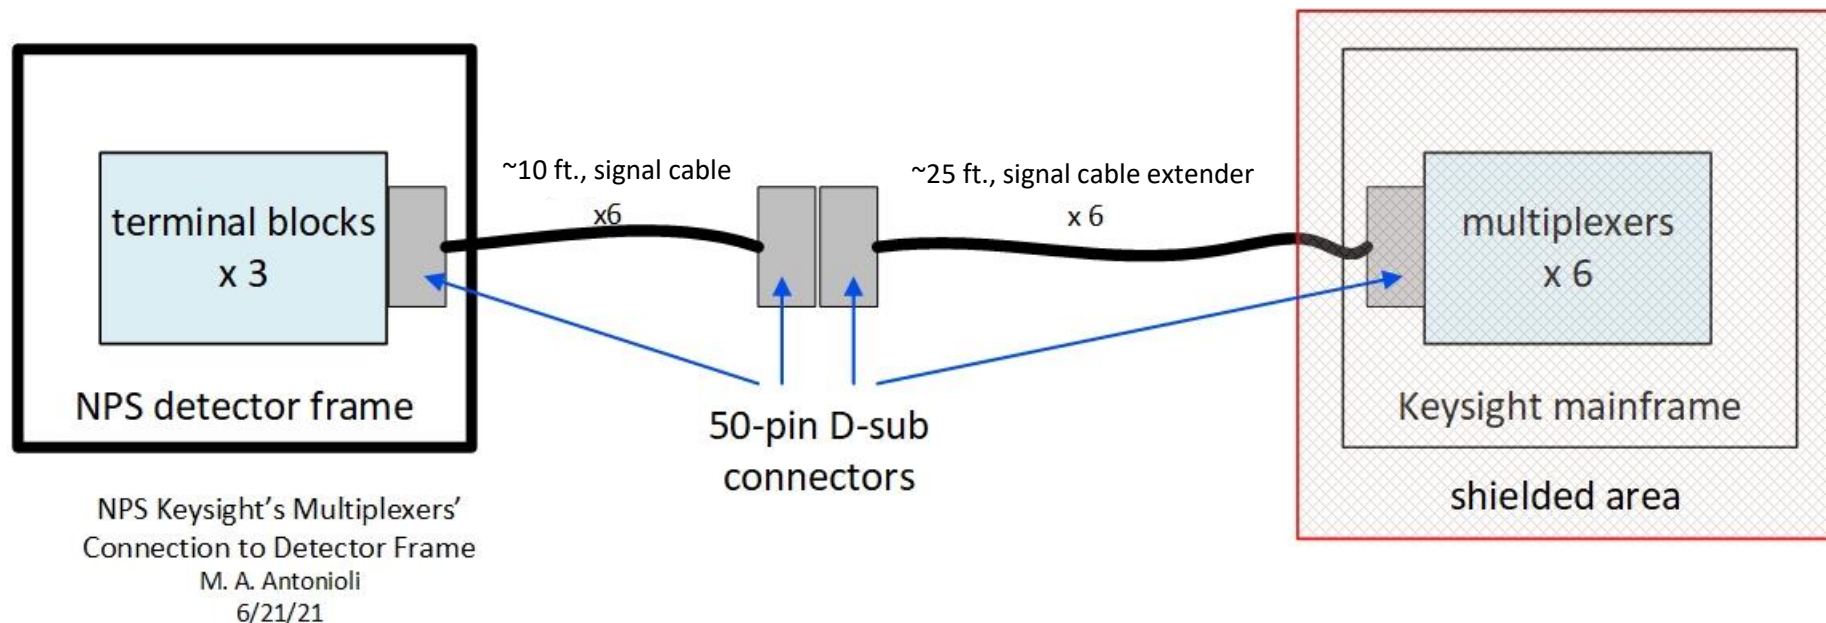 ~10 ft., signal cable
x6
~25 ft., signal cable extender
x 6
terminal blocks
x 3
multiplexers
x 6
NPS detector frame
Keysight mainframe
50-pin D-sub
connectors
shielded area
NPS Keysight’s Multiplexers’
Connection to Detector Frame
M. A. Antonioli
6/21/21